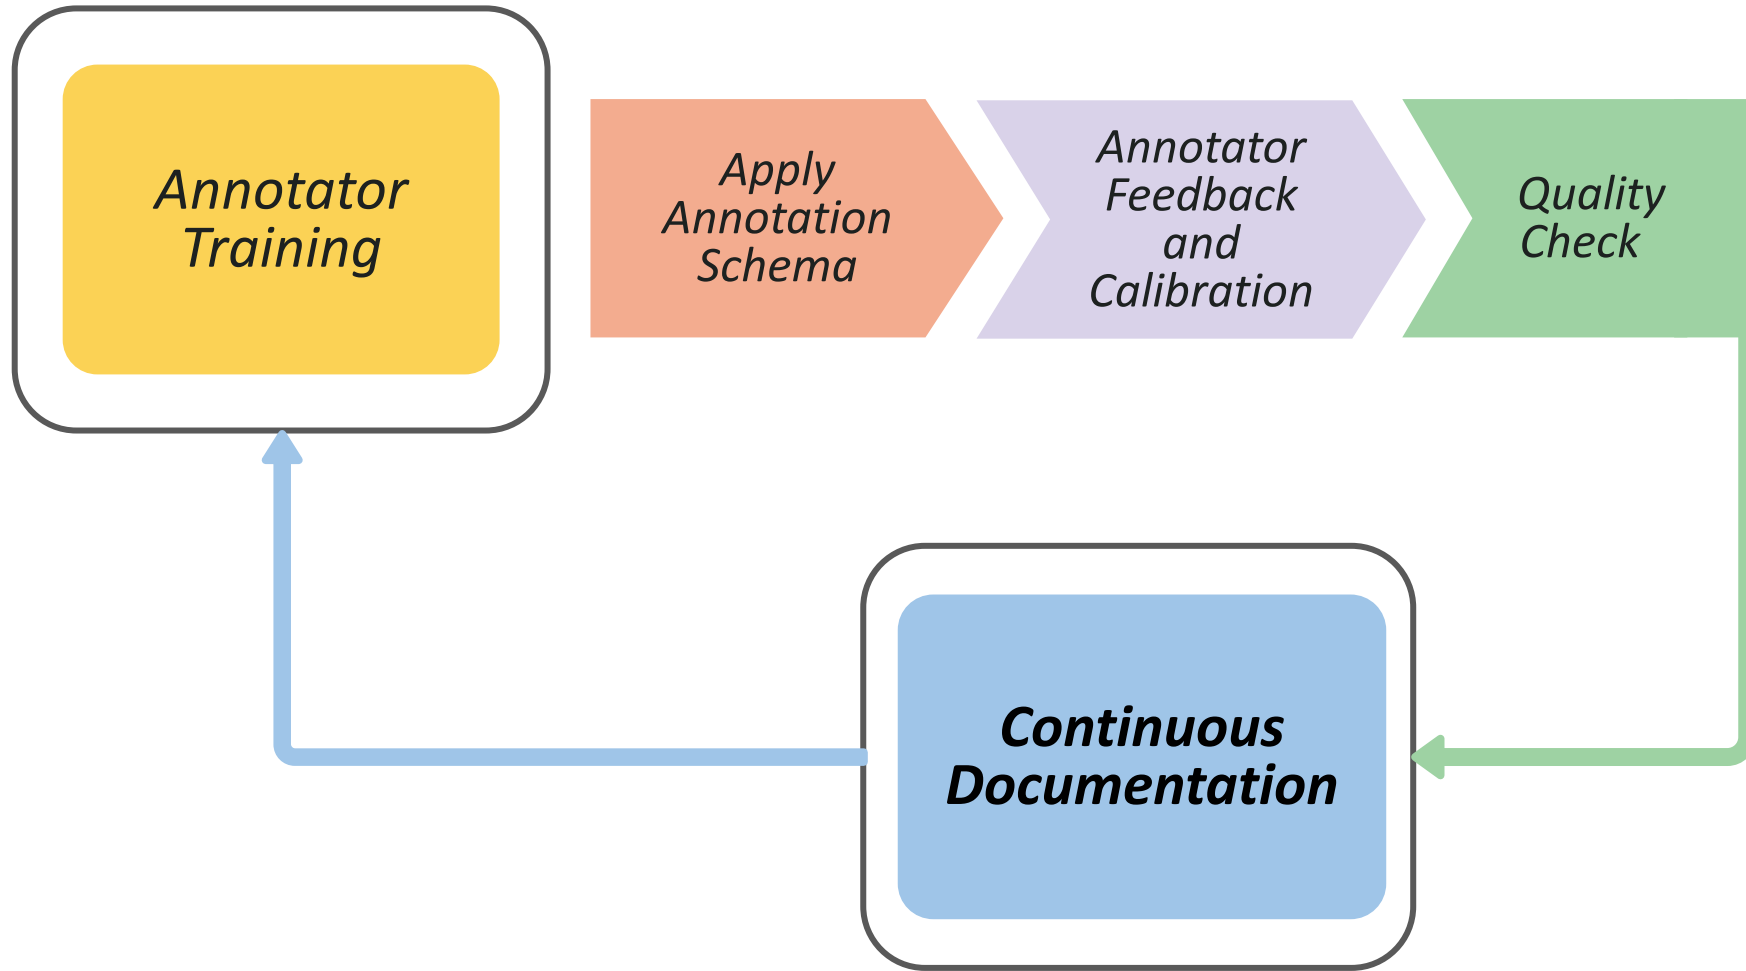 Annotator
Training
Apply
Annotation
Schema
Annotator
Feedback
and
Calibration
Quality
Check
Continuous
Documentation